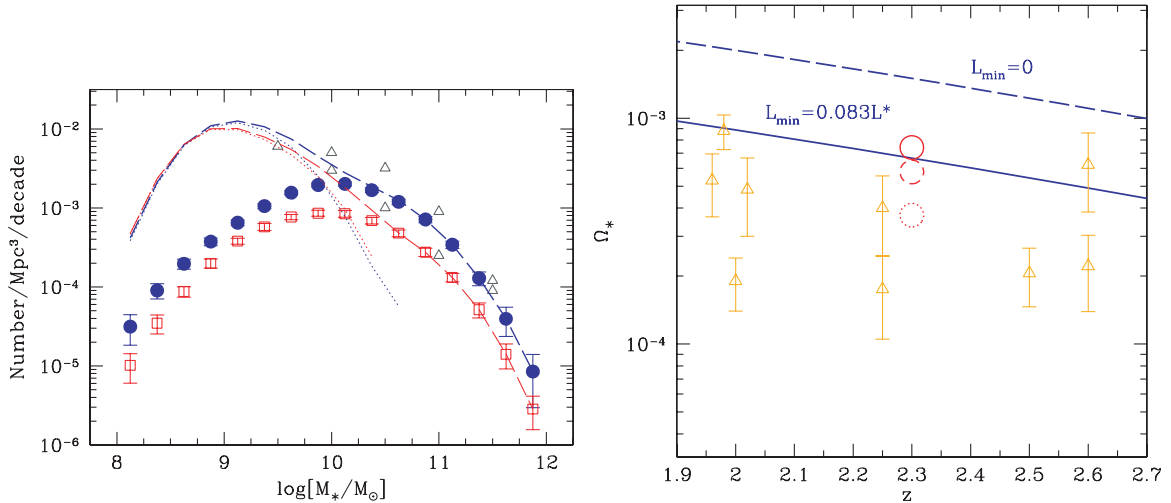 Number/Mpc³/decade
10⁻²
10⁻³
10⁻⁴
10⁻⁵
10⁻⁶
8 9 10 11 12
log[M*/M☉]
Ω*
10⁻³
10⁻⁴
L_min=0
L_min=0.083L*
1.9 2 2.1 2.2 2.3 2.4 2.5 2.6 2.7
z